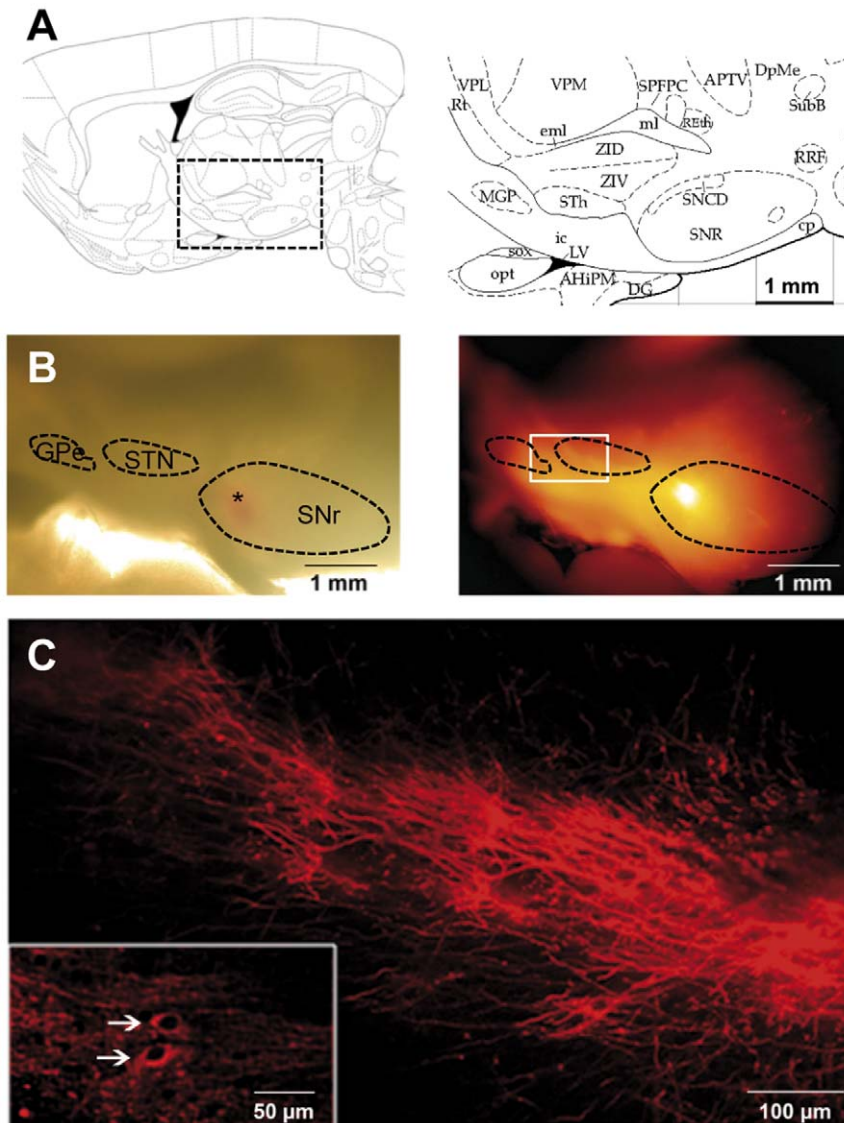 A
VPL
VPM
SPFPC
APTV
DpMe
Rt
SubB
eml
ml
REth
ZID
ZIV
RRF
MGP
STh
SNCD
SNR
cp
ic
sox
LV
opt
AHiPM
DG
1 mm
B
GPe
STN
*
SNr
1 mm
1 mm
C
50 µm
100 µm